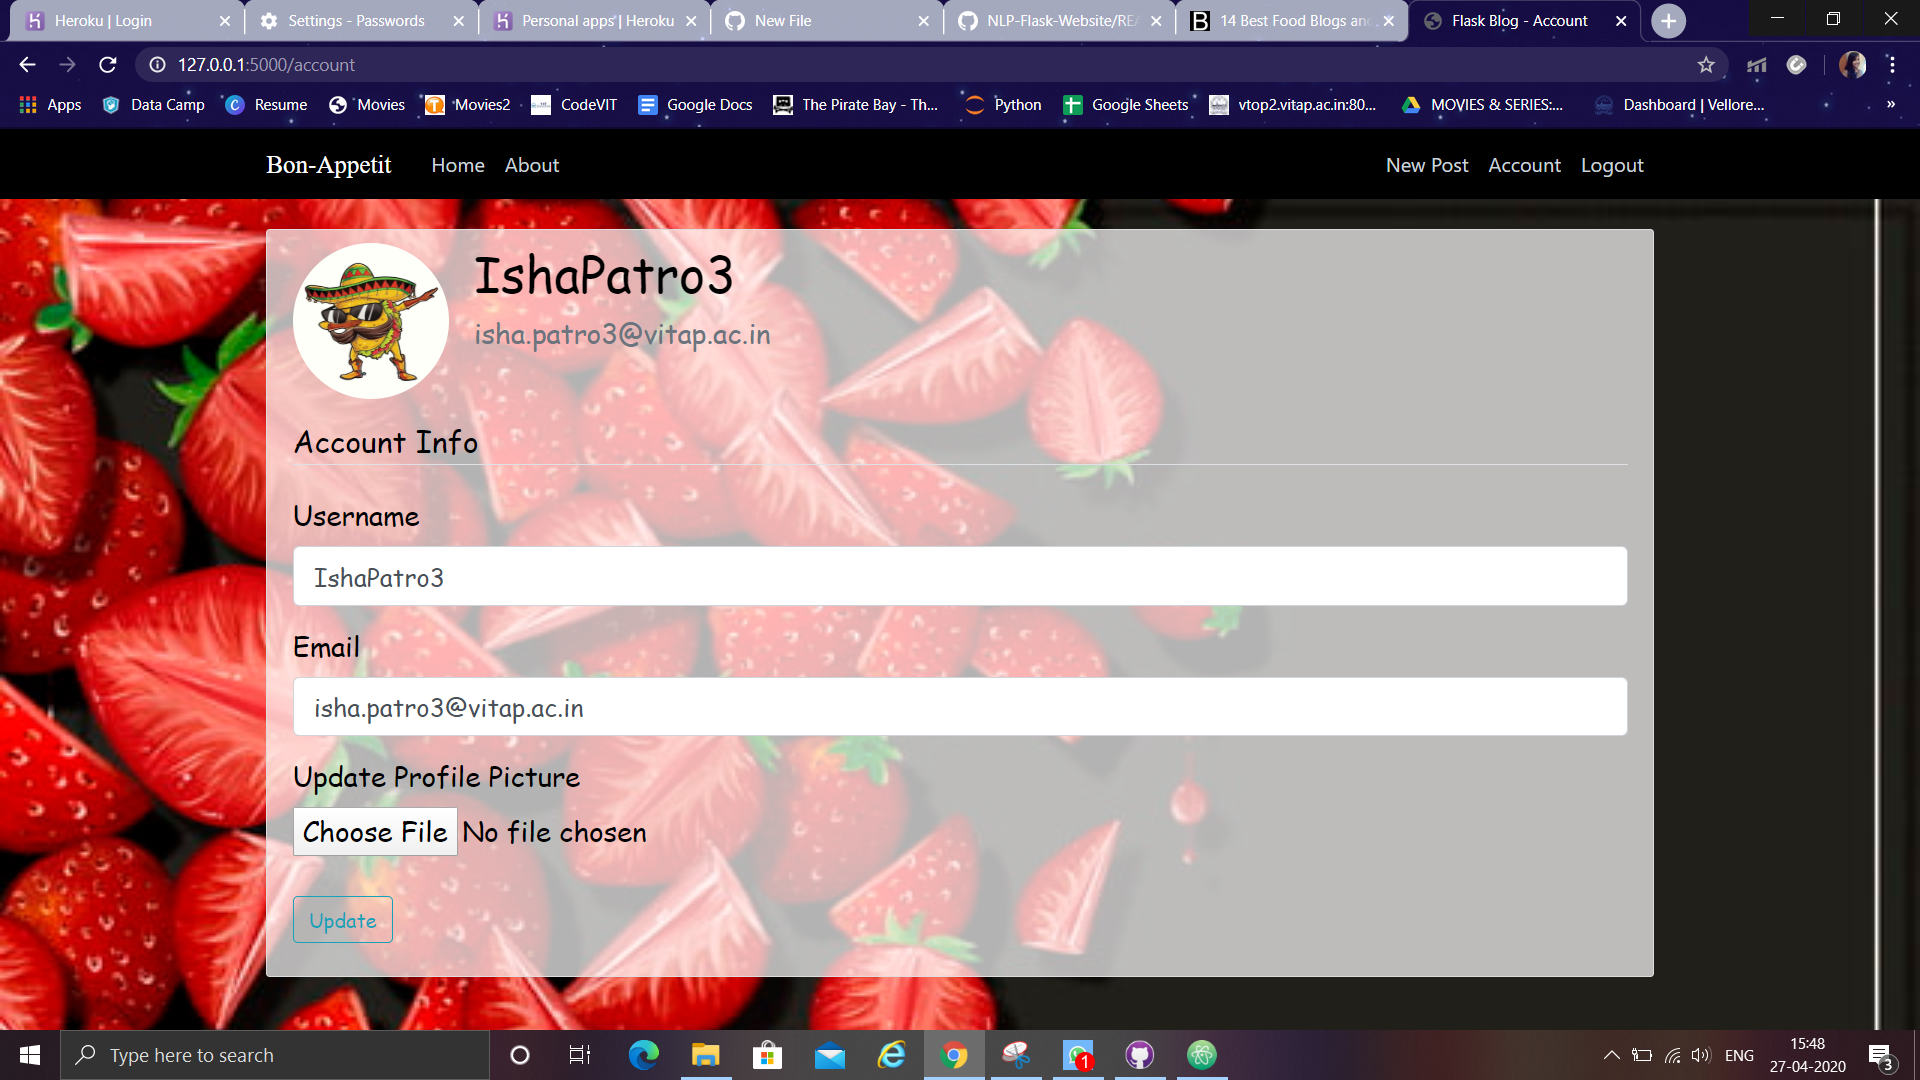 Heroku | Login
Settings - Passwords
Personal apps | Heroku
New File
NLP-Flask-Website/REA
14 Best Food Blogs and
Flask Blog - Account
127.0.0.1:5000/account
Apps
Data Camp
Resume
Movies
Movies2
CodeVIT
Google Docs
The Pirate Bay - Th...
Python
Google Sheets
vtop2.vitap.ac.in:80...
MOVIES & SERIES:...
Dashboard | Vellore...
»
Bon-Appetit
Home
About
New Post
Account
Logout
IshaPatro3
isha.patro3@vitap.ac.in
Account Info
Username
IshaPatro3
Email
isha.patro3@vitap.ac.in
Update Profile Picture
Choose File No file chosen
Update
Type here to search
1
ENG
15:48
27-04-2020
3